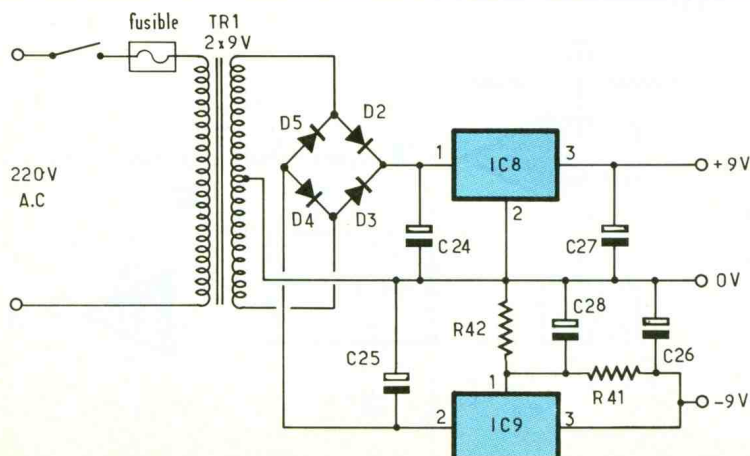 fusible
TR1
2x9V
220V
A.C
D5
D2
D4
D3
1
IC8
3
2
+9V
C24
C27
0V
R42
C28
C25
C26
1
R41
-9V
2
IC9
3